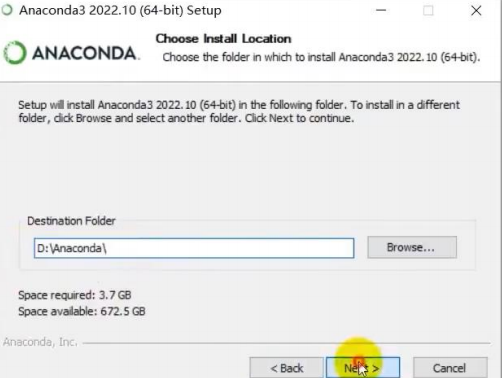 Anaconda3 2022.10 (64-bit) Setup
ANACONDA.
Choose Install Location
Choose the folder in which to install Anaconda3 2022.10 (64-bit).
Setup will install Anaconda3 2022.10 (64-bit) in the following folder. To install in a different
folder, click Browse and select another folder. Click Next to continue.
Destination Folder
D:\Anaconda\
Browse...
Space required: 3.7 GB
Space available: 672.5 GB
Anaconda, Inc.
< Back
Next >
Cancel